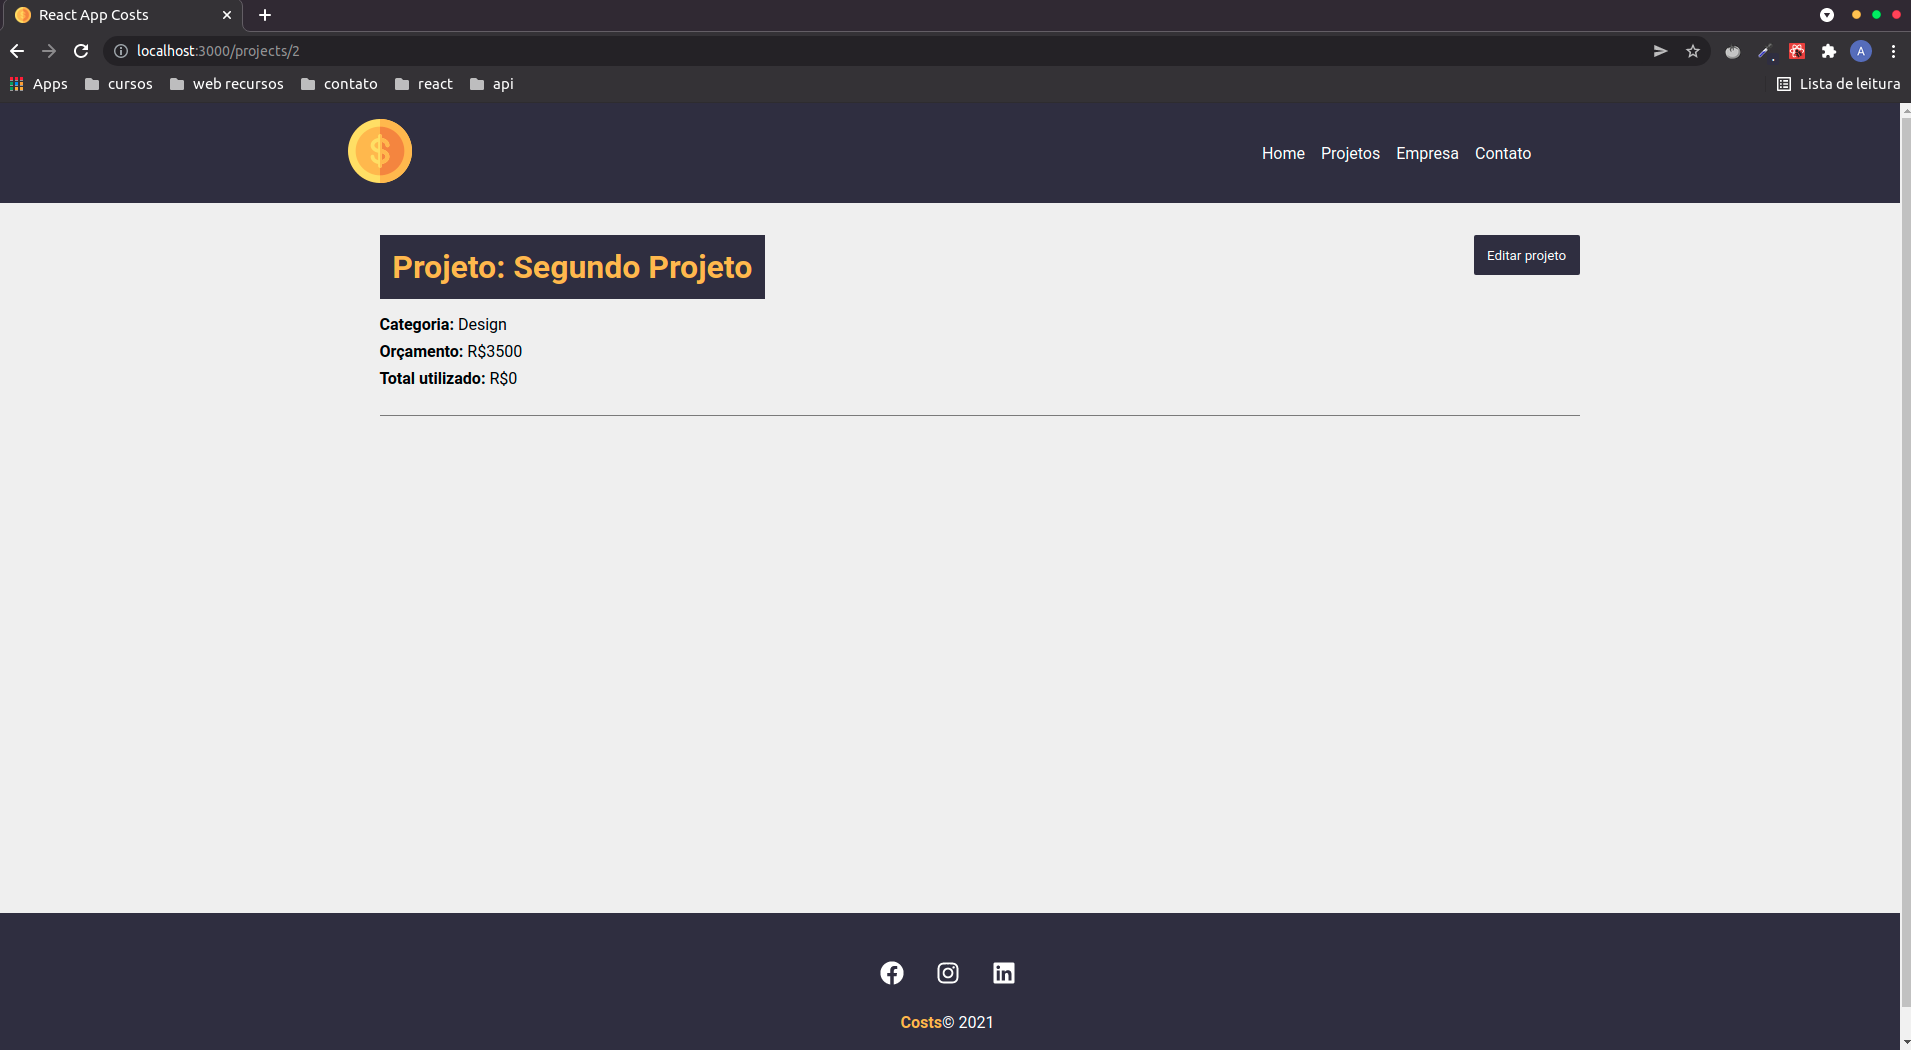 React App Costs
localhost:3000/projects/2
A
Apps cursos web recursos contato react api Lista de leitura
$ Home Projetos Empresa Contato
Projeto: Segundo Projeto Editar projeto
Categoria: Design
Orçamento: R$3500
Total utilizado: R$0
Costs© 2021